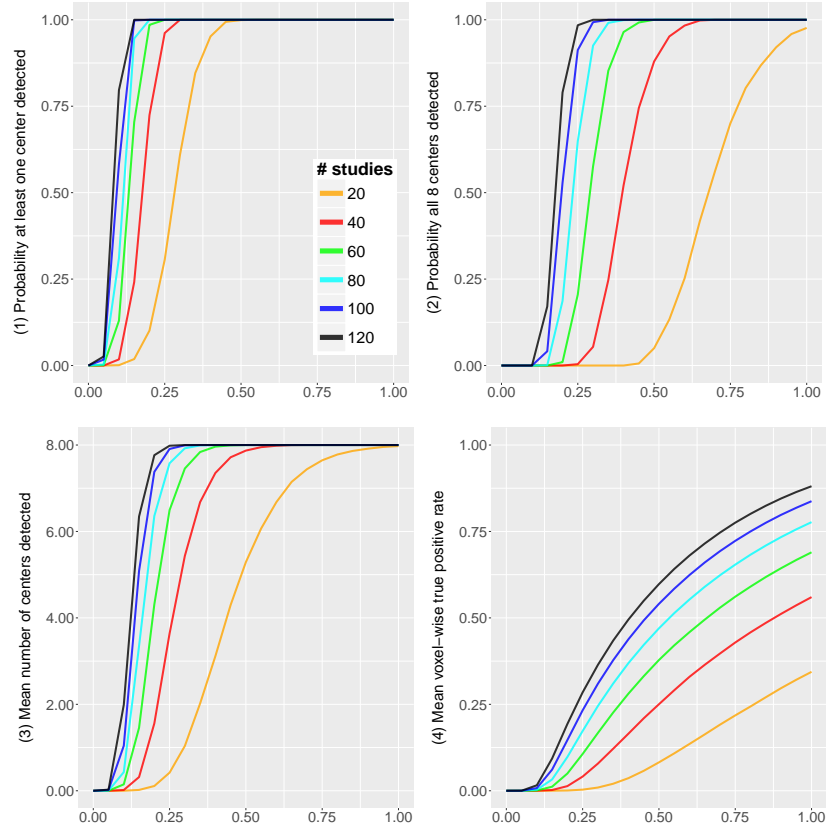 (1) Probability at least one center detected
1.00
0.75
0.50
0.25
0.00
0.00 0.25 0.50 0.75 1.00
# studies
20
40
60
80
100
120
(2) Probability all 8 centers detected
1.00
0.75
0.50
0.25
0.00
0.00 0.25 0.50 0.75 1.00
(3) Mean number of centers detected
8.00
6.00
4.00
2.00
0.00
0.00 0.25 0.50 0.75 1.00
(4) Mean voxel−wise true positive rate
1.00
0.75
0.50
0.25
0.00
0.00 0.25 0.50 0.75 1.00